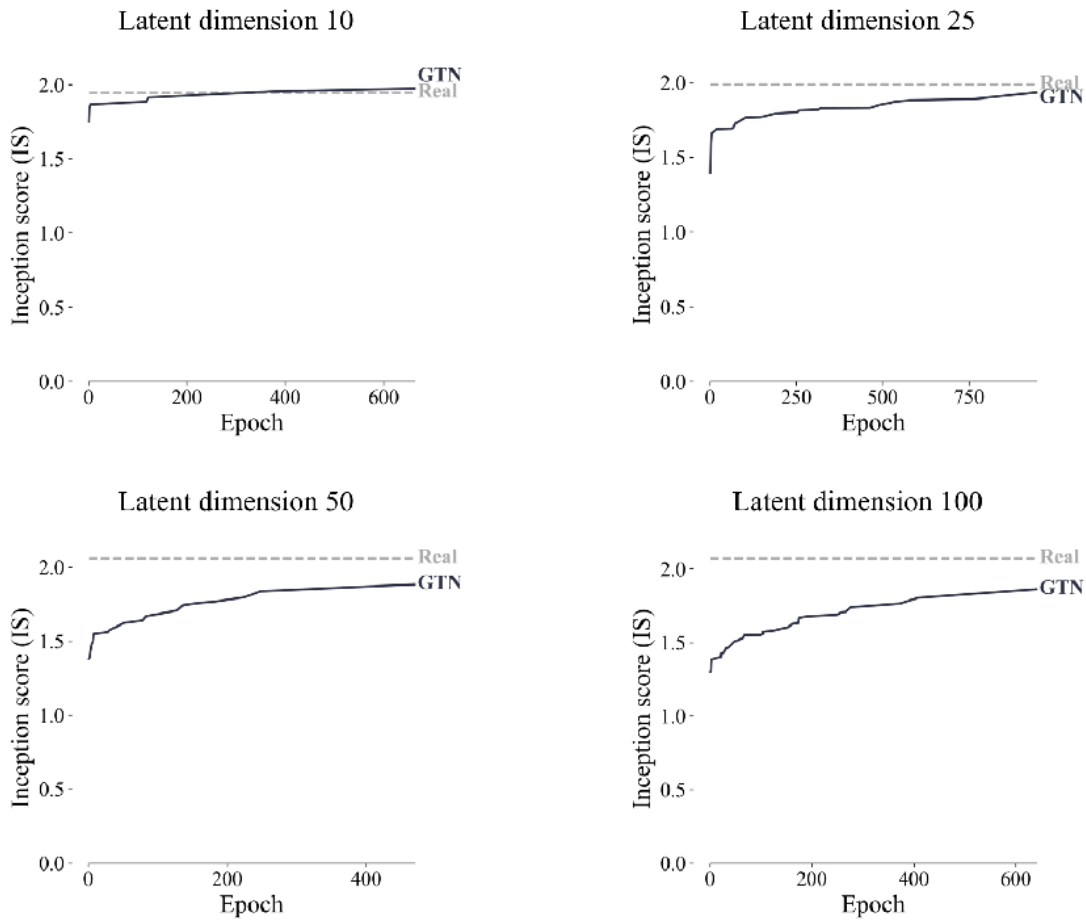 Latent dimension 10
2.0
1.5
1.0
0.5
0.0
Inception score (IS)
GTN
Real
0 200 400 600
Epoch
Latent dimension 25
2.0
1.5
1.0
0.5
0.0
Inception score (IS)
Real
GTN
0 250 500 750
Epoch
Latent dimension 50
2.0
1.5
1.0
0.5
0.0
Inception score (IS)
Real
GTN
0 200 400
Epoch
Latent dimension 100
2.0
1.5
1.0
0.5
0.0
Inception score (IS)
Real
GTN
0 200 400 600
Epoch